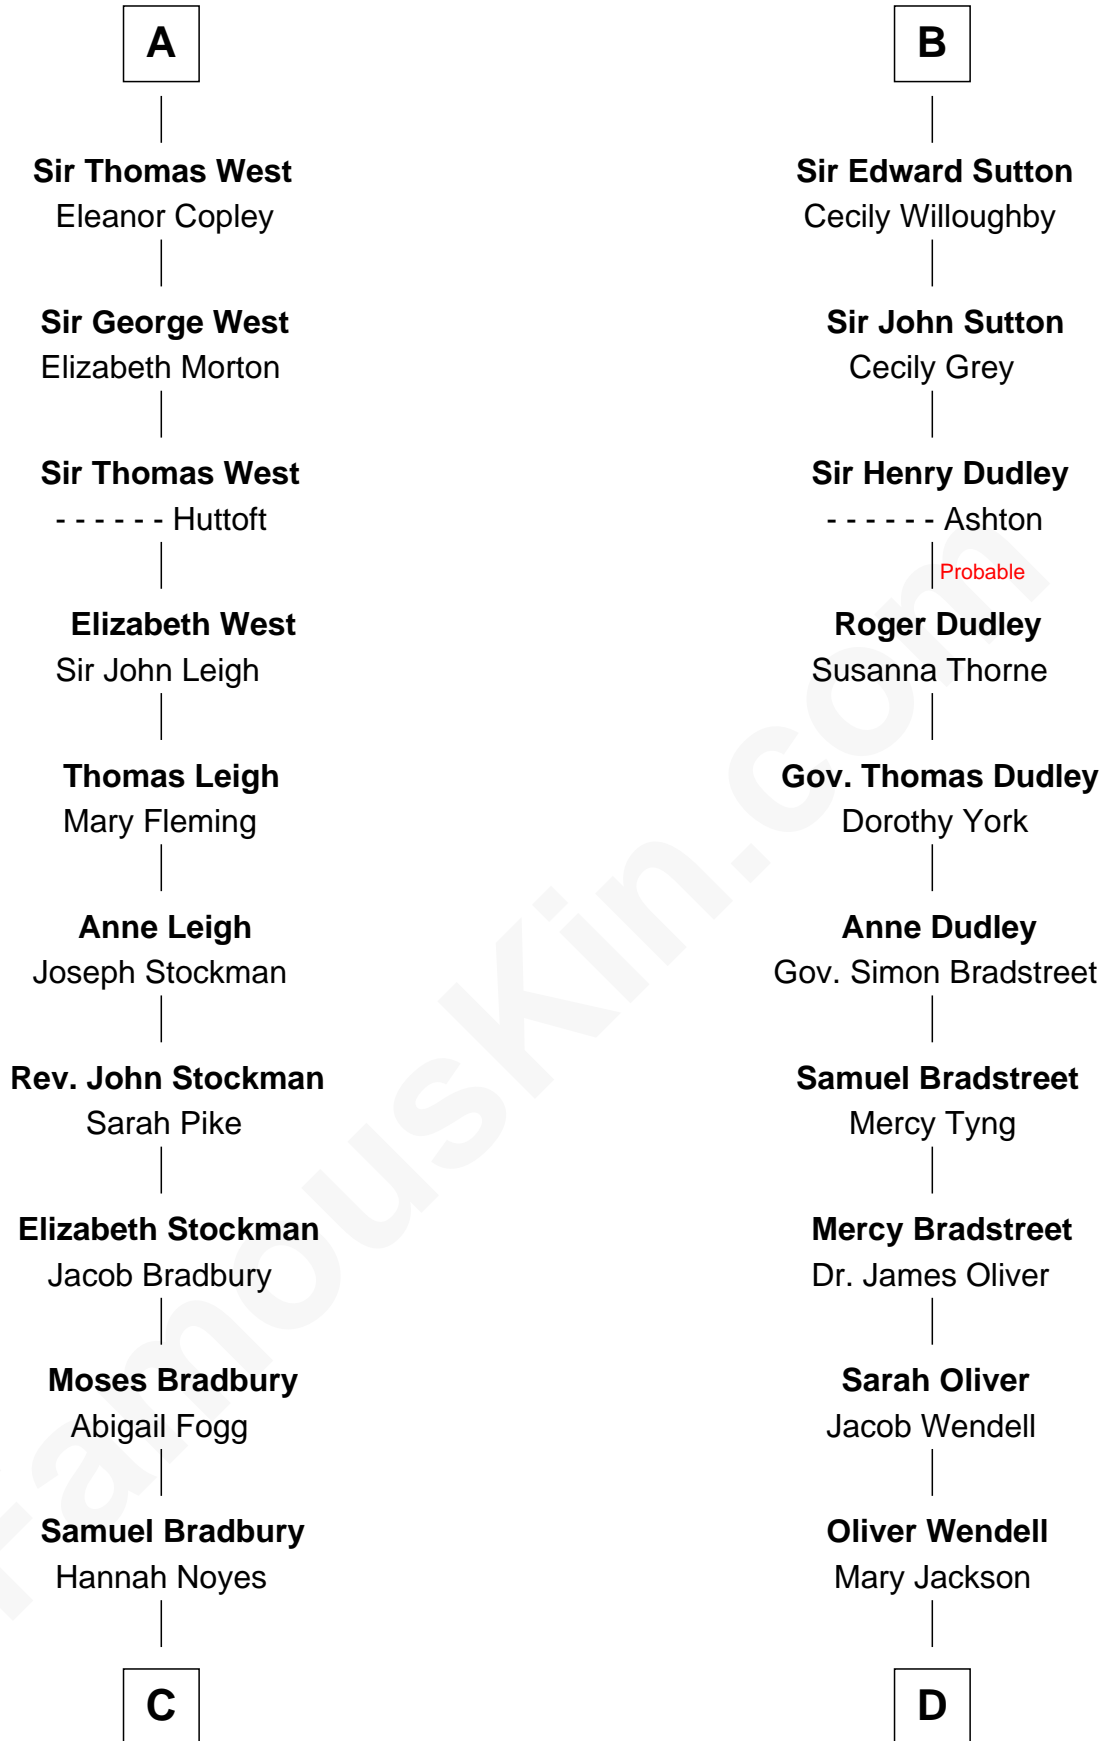 A
Sir Thomas West
Eleanor Copley
Sir George West
Elizabeth Morton
Sir Thomas West
- - - - - - Huttoft
Elizabeth West
Sir John Leigh
Thomas Leigh
Mary Fleming
Anne Leigh
Joseph Stockman
Rev. John Stockman
Sarah Pike
Elizabeth Stockman
Jacob Bradbury
Moses Bradbury
Abigail Fogg
Samuel Bradbury
Hannah Noyes
C
B
Sir Edward Sutton
Cecily Willoughby
Sir John Sutton
Cecily Grey
Sir Henry Dudley
- - - - - - Ashton
Probable
Roger Dudley
Susanna Thorne
Gov. Thomas Dudley
Dorothy York
Anne Dudley
Gov. Simon Bradstreet
Samuel Bradstreet
Mercy Tyng
Mercy Bradstreet
Dr. James Oliver
Sarah Oliver
Jacob Wendell
Oliver Wendell
Mary Jackson
D
FamousKin.com